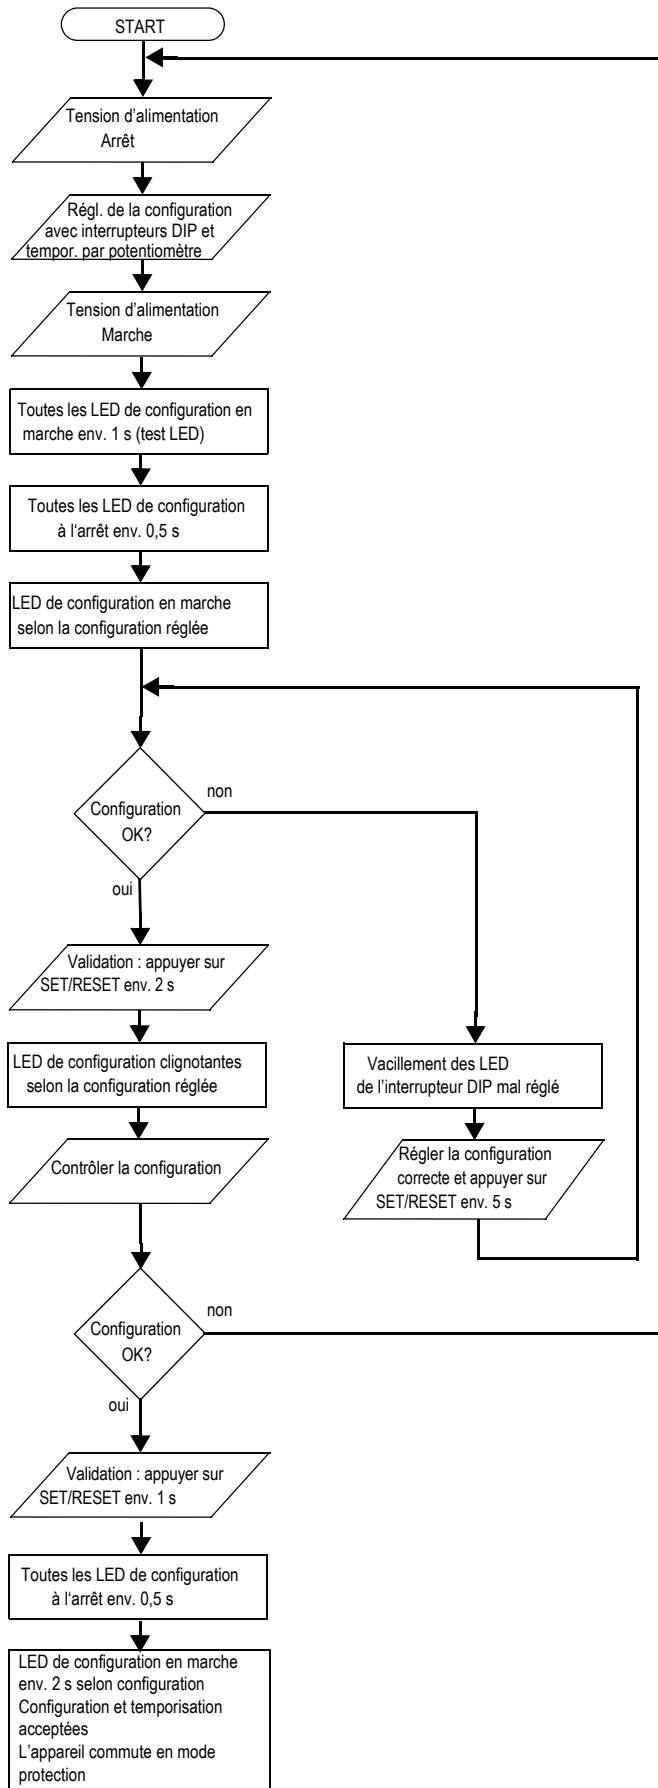 START
Tension d'alimentation
Arrêt
Régl. de la configuration
avec interrupteurs DIP et
tempor. par potentiomètre
Tension d'alimentation
Marche
Toutes les LED de configuration en
marche env. 1 s (test LED)
Toutes les LED de configuration
à l'arrêt env. 0,5 s
LED de configuration en marche
selon la configuration réglée
Configuration
OK?
non
oui
Validation : appuyer sur
SET/RESET env. 2 s
LED de configuration clignotantes
selon la configuration réglée
Vacillement des LED
de l'interrupteur DIP mal réglé
Contrôler la configuration
Régler la configuration
correcte et appuyer sur
SET/RESET env. 5 s
Configuration
OK?
non
oui
Validation : appuyer sur
SET/RESET env. 1 s
Toutes les LED de configuration
à l'arrêt env. 0,5 s
LED de configuration en marche
env. 2 s selon configuration
Configuration et temporisation
acceptées
L'appareil commute en mode
protection